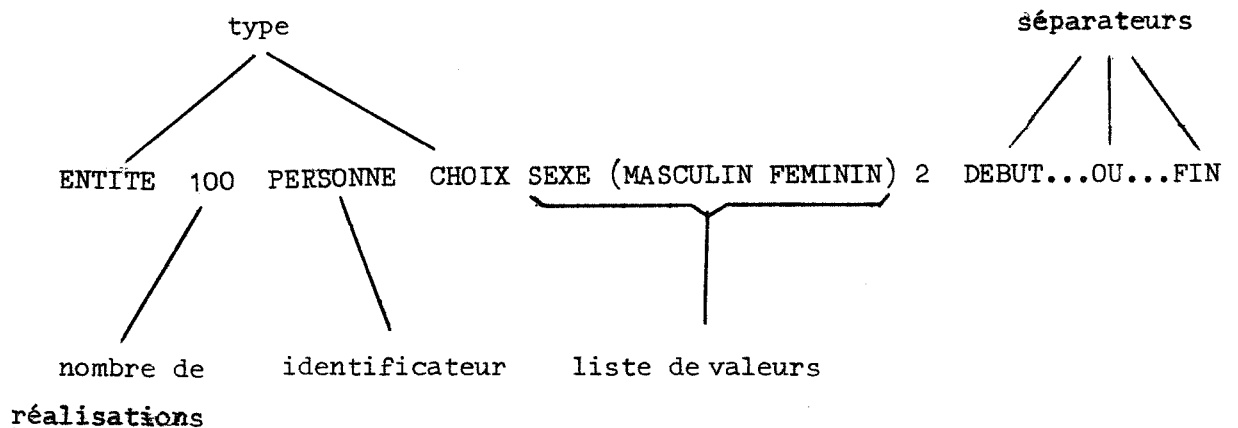 type séparateurs
ENTITE 100 PERSONNE CHOIX SEXE (MASCULIN FEMININ) 2 DEBUT...OU...FIN
nombre de identificateur liste de valeurs
réalisations